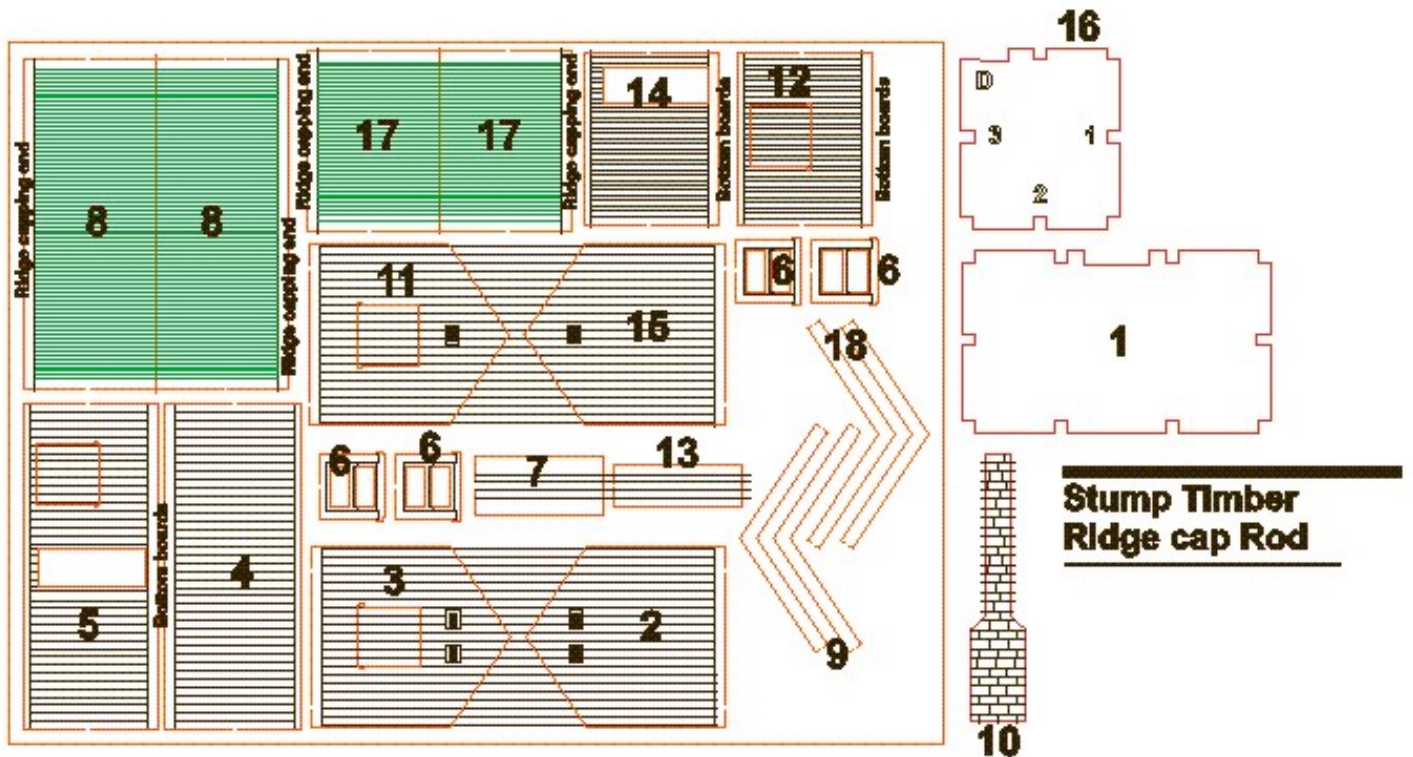 16
Ridge capping end
17
17
Ridge capping end
14
Bottom boards
12
Bottom boards
D
3
1
2
Ridge capping end
8
8
Ridge capping end
11
15
6
6
1
18
6
6
7
13
Stump Timber
Ridge cap Rod
5
Bottom boards
4
3
2
9
10